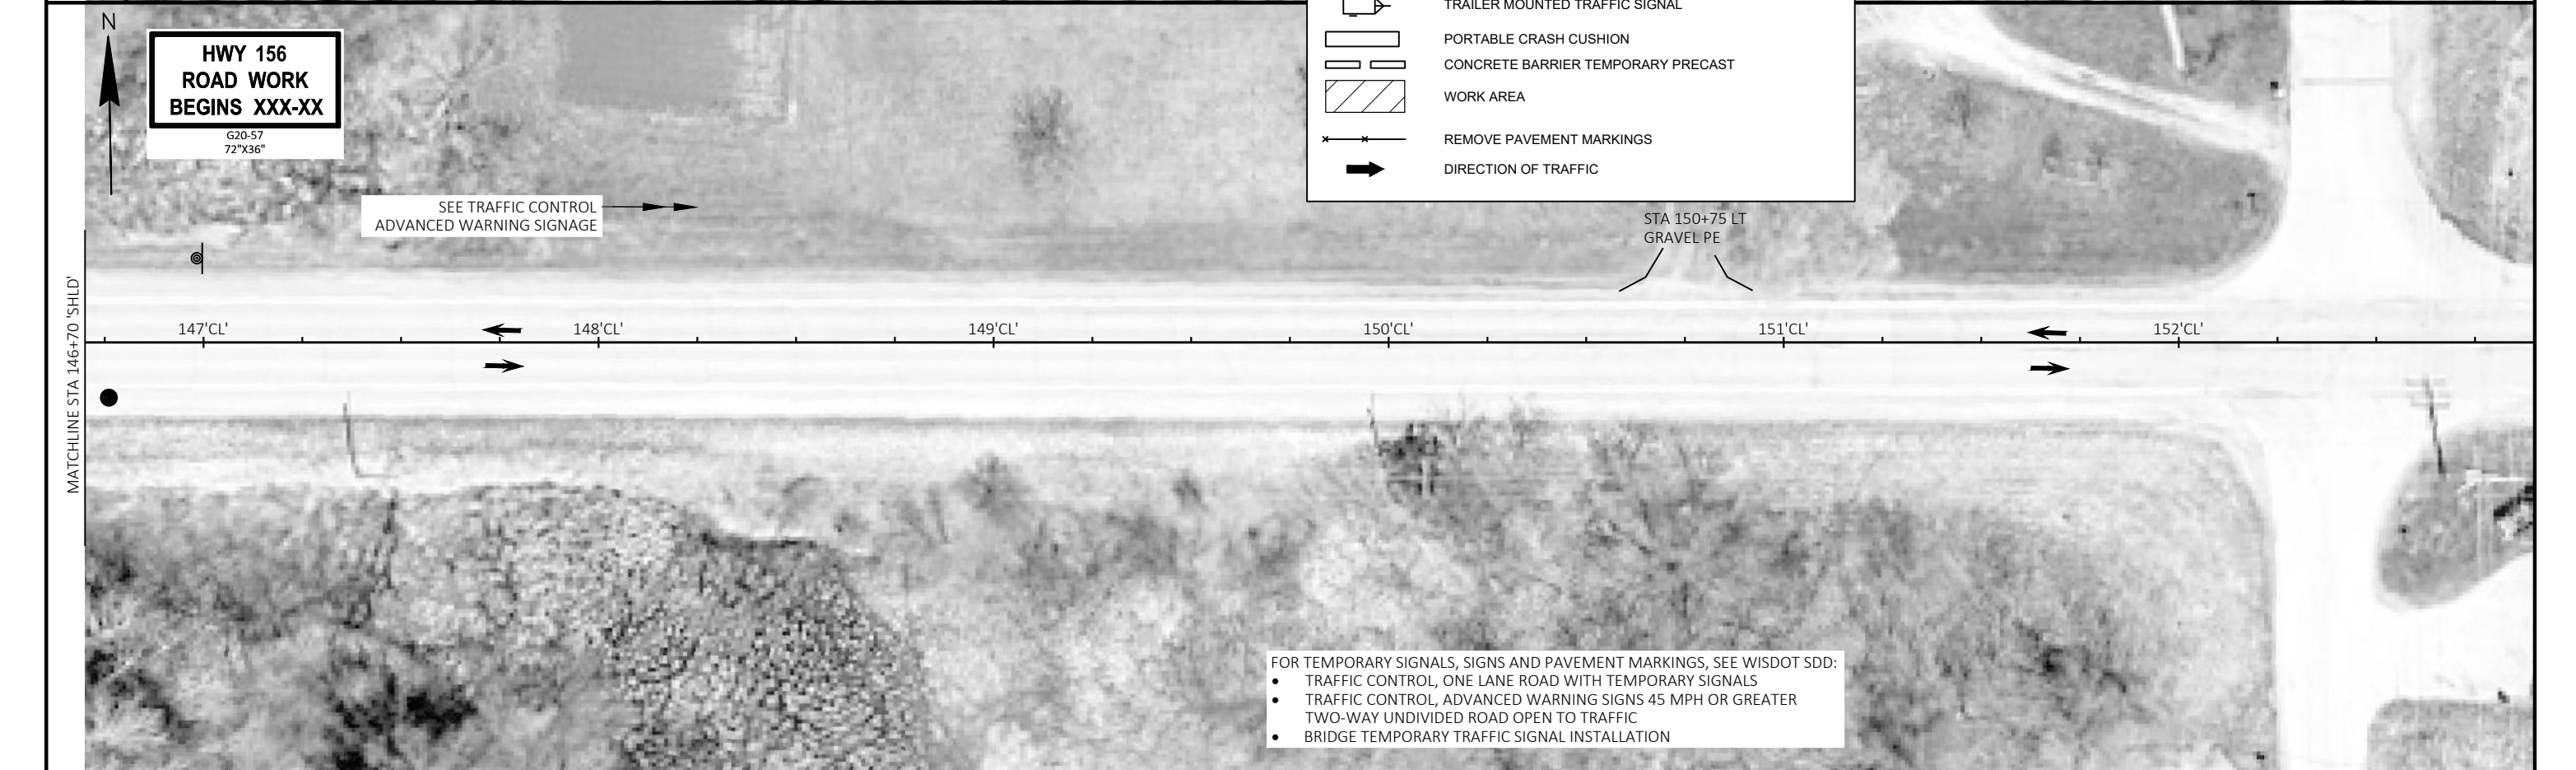 TRAILER MOUNTED TRAFFIC SIGNAL
PORTABLE CRASH CUSHION
CONCRETE BARRIER TEMPORARY PRECAST
WORK AREA
REMOVE PAVEMENT MARKINGS
DIRECTION OF TRAFFIC
N
HWY 156
ROAD WORK
BEGINS XXX-XX
G20-57
72"X36"
SEE TRAFFIC CONTROL
ADVANCED WARNING SIGNAGE
STA 150+75 LT
GRAVEL PE
MATCHLINE STA 146+70 'SHLD'
147'CL'
148'CL'
149'CL'
150'CL'
151'CL'
152'CL'
FOR TEMPORARY SIGNALS, SIGNS AND PAVEMENT MARKINGS, SEE WISDOT SDD:
• TRAFFIC CONTROL, ONE LANE ROAD WITH TEMPORARY SIGNALS
• TRAFFIC CONTROL, ADVANCED WARNING SIGNS 45 MPH OR GREATER
TWO-WAY UNDIVIDED ROAD OPEN TO TRAFFIC
• BRIDGE TEMPORARY TRAFFIC SIGNAL INSTALLATION